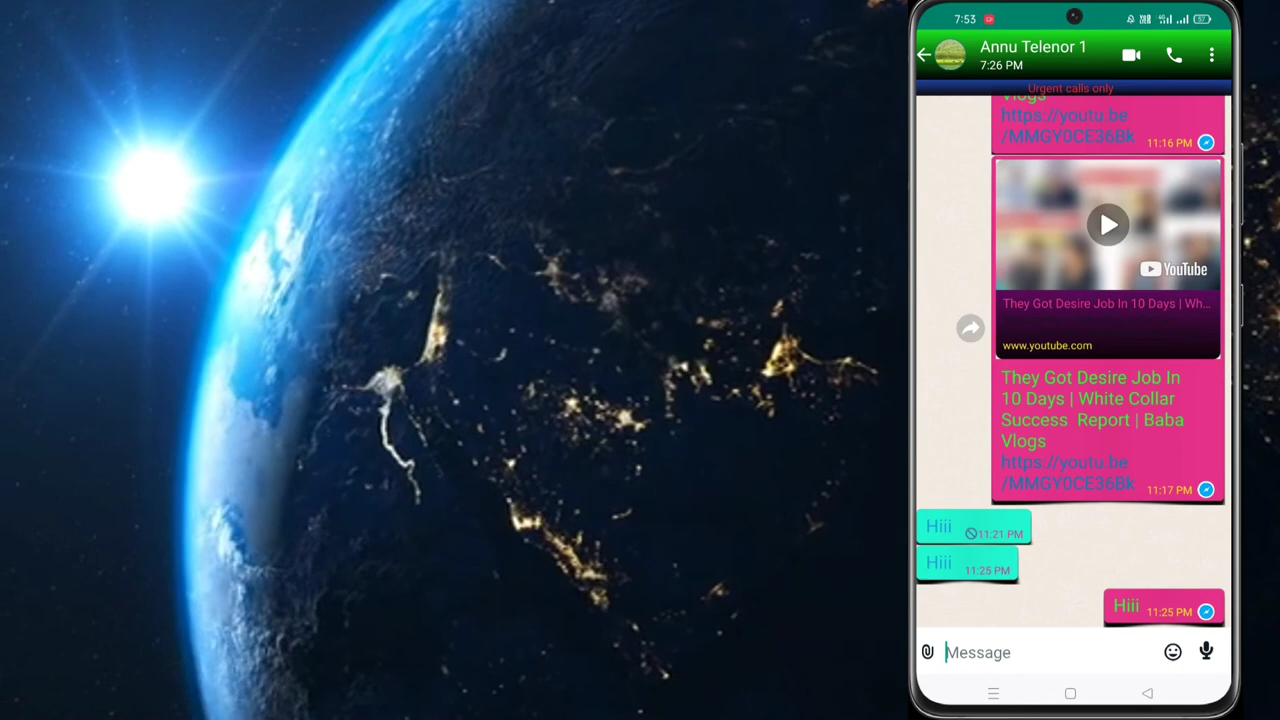 7:53
57
Annu Telenor 1
7:26 PM
Urgent calls only
Vlogs
https://youtu.be
/MMGY0CE36Bk
11:16 PM
YouTube
They Got Desire Job In 10 Days | Wh...
www.youtube.com
They Got Desire Job In
10 Days | White Collar
Success Report | Baba
Vlogs
https://youtu.be
/MMGY0CE36Bk
11:17 PM
Hiii 11:21 PM
Hiii 11:25 PM
Hiii 11:25 PM
Message